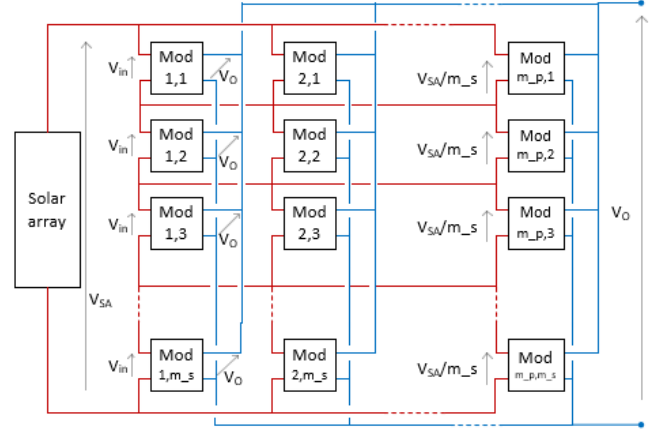 Mod
1,1
Mod
2,1
Mod
m_p,1
Vin
VO
VSA/m_s
Mod
1,2
Mod
2,2
Mod
m_p,2
Vin
VO
VSA/m_s
Solar
array
Mod
1,3
Mod
2,3
Mod
m_p,3
Vin
VO
VSA/m_s
VO
VSA
Mod
1,m_s
Mod
2,m_s
Mod
m_p,m_s
Vin
VO
VSA/m_s